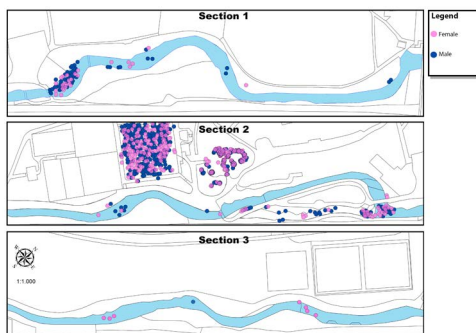 Section 1
Legend
Female
Male
Section 2
Section 3
1:1.000